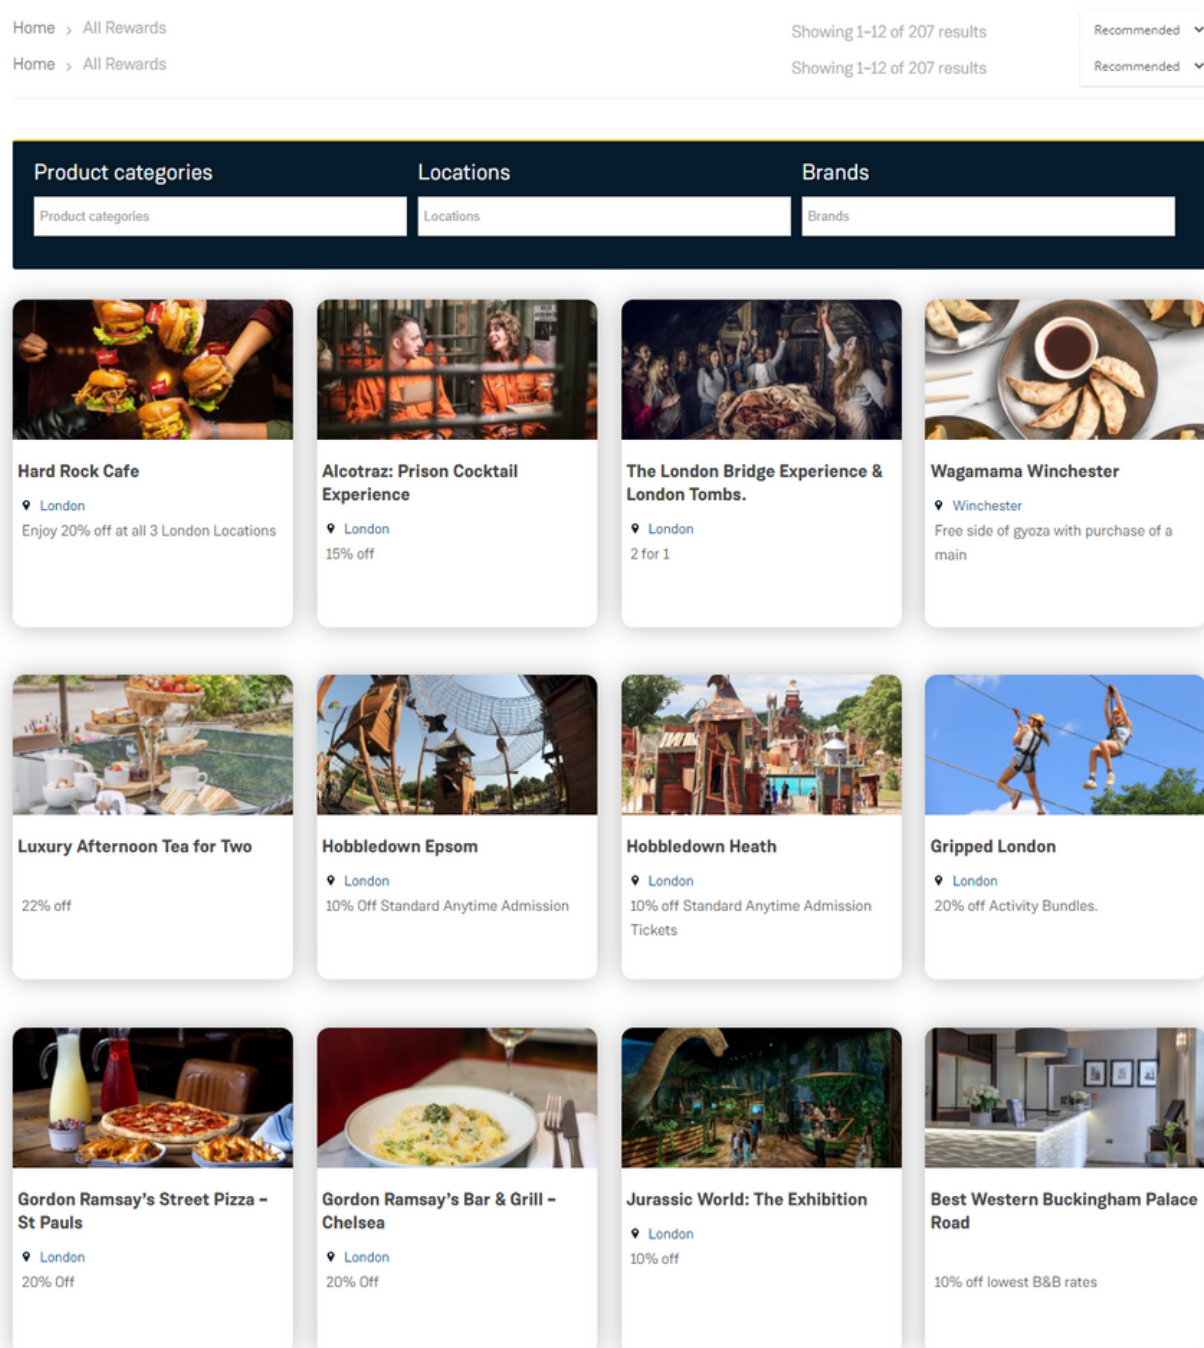 Home > All Rewards
Showing 1–12 of 207 results
Recommended
Home > All Rewards
Showing 1–12 of 207 results
Recommended
Product categories
Locations
Brands
Product categories
Locations
Brands
Hard Rock Cafe
London
Enjoy 20% off at all 3 London Locations
Alcotraz: Prison Cocktail
Experience
London
15% off
The London Bridge Experience &
London Tombs.
London
2 for 1
Wagamama Winchester
Winchester
Free side of gyoza with purchase of a
main
Luxury Afternoon Tea for Two
22% off
Hobbledown Epsom
London
10% Off Standard Anytime Admission
Hobbledown Heath
London
10% off Standard Anytime Admission
Tickets
Gripped London
London
20% off Activity Bundles.
Gordon Ramsay’s Street Pizza –
St Pauls
London
20% Off
Gordon Ramsay’s Bar & Grill –
Chelsea
London
20% Off
Jurassic World: The Exhibition
London
10% off
Best Western Buckingham Palace
Road
10% off lowest B&B rates